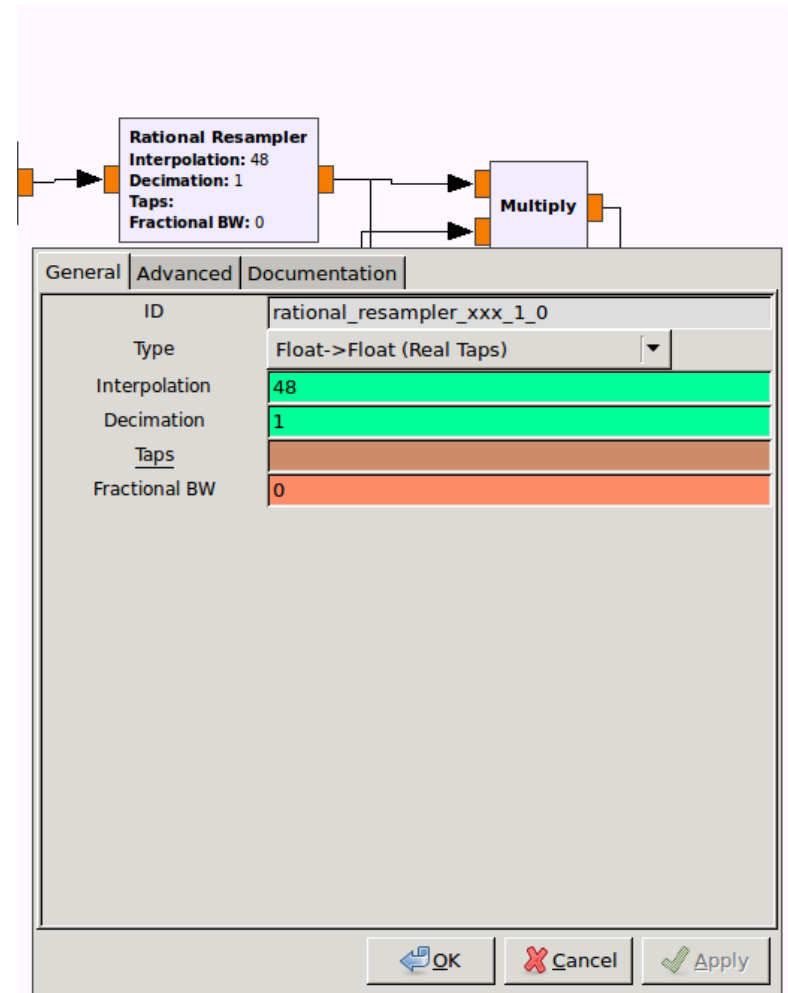 Rational Resampler
Interpolation: 48
Decimation: 1
Taps:
Fractional BW: 0
Multiply
General Advanced Documentation
ID rational_resampler_xxx_1_0
Type Float->Float (Real Taps)
Interpolation 48
Decimation 1
Taps
Fractional BW 0
OK Cancel Apply